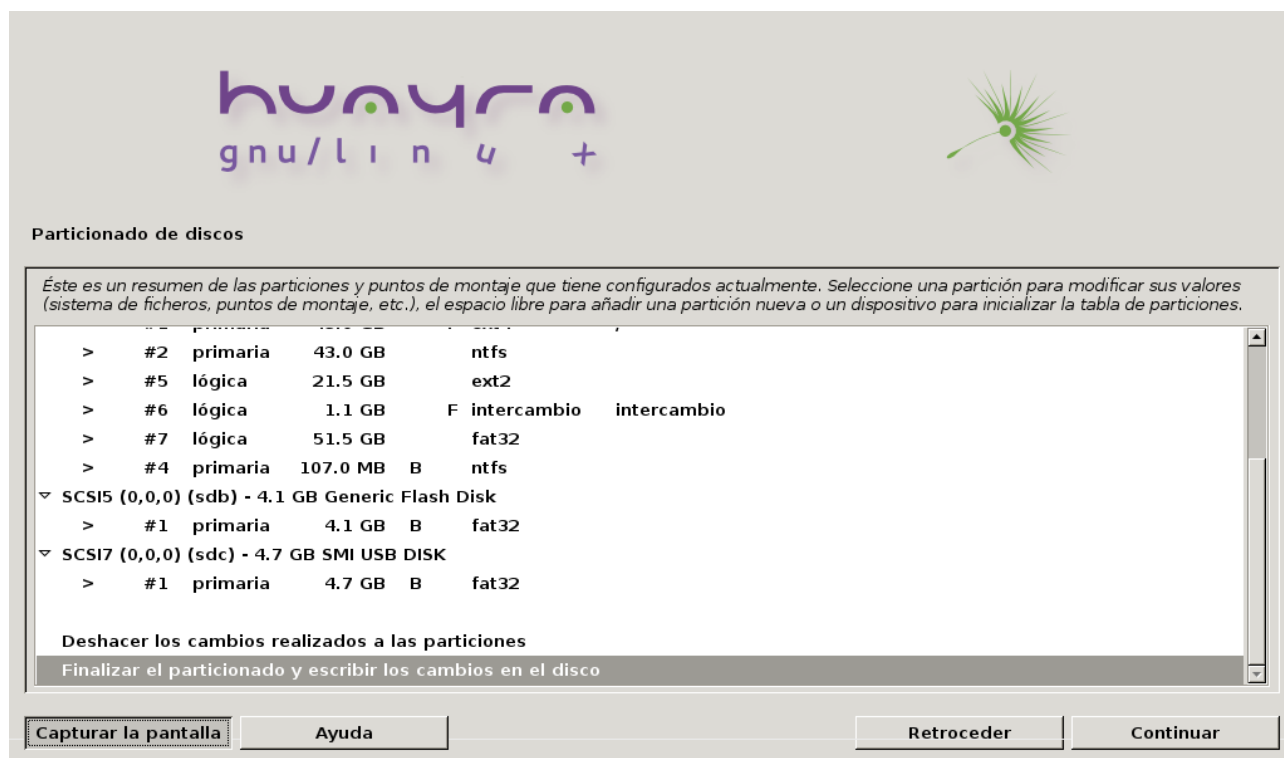 huayra
gnu/linux
Particionado de discos
Éste es un resumen de las particiones y puntos de montaje que tiene configurados actualmente. Seleccione una partición para modificar sus valores
(sistema de ficheros, puntos de montaje, etc.), el espacio libre para añadir una partición nueva o un dispositivo para inicializar la tabla de particiones.
> #2 primaria 43.0 GB ntfs
> #5 lógica 21.5 GB ext2
> #6 lógica 1.1 GB F intercambio intercambio
> #7 lógica 51.5 GB fat32
> #4 primaria 107.0 MB B ntfs
SCSI5 (0,0,0) (sdb) - 4.1 GB Generic Flash Disk
> #1 primaria 4.1 GB B fat32
SCSI7 (0,0,0) (sdc) - 4.7 GB SMI USB DISK
> #1 primaria 4.7 GB B fat32
Deshacer los cambios realizados a las particiones
Finalizar el particionado y escribir los cambios en el disco
Capturar la pantalla Ayuda Retroceder Continuar